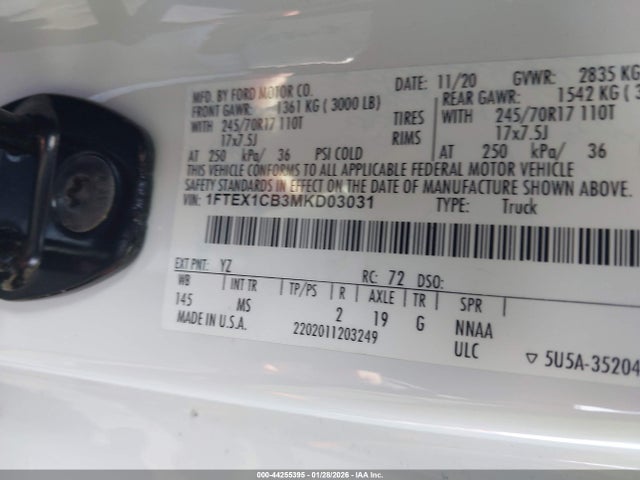 MFD. BY FORD MOTOR CO. DATE: 11/20 GVWR: 2835 KG
FRONT GAWR: 1361 KG ( 3000 LB) REAR GAWR: 1542 KG (
WITH 245/70R17 110T TIRES WITH 245/70R17 110T
17x7.5J RIMS 17x7.5J
AT 250 kPa/ 36 PSI COLD AT 250 kPa/ 36
THIS VEHICLE CONFORMS TO ALL APPLICABLE FEDERAL MOTOR VEHICLE
SAFETY STANDARDS IN EFFECT ON THE DATE OF MANUFACTURE SHOWN ABOVE.
VIN: 1FTEX1CB3MKD03031 TYPE: Truck
EXT PNT: YZ RC: 72 DSO:
WB INT TR TP/PS R AXLE TR SPR
145 MS 2 19 G NNAA
MADE IN U.S.A. 2202011203249 ULC ▽ 5U5A-35204
000-44255395 - 01/28/2026 - IAAI.com